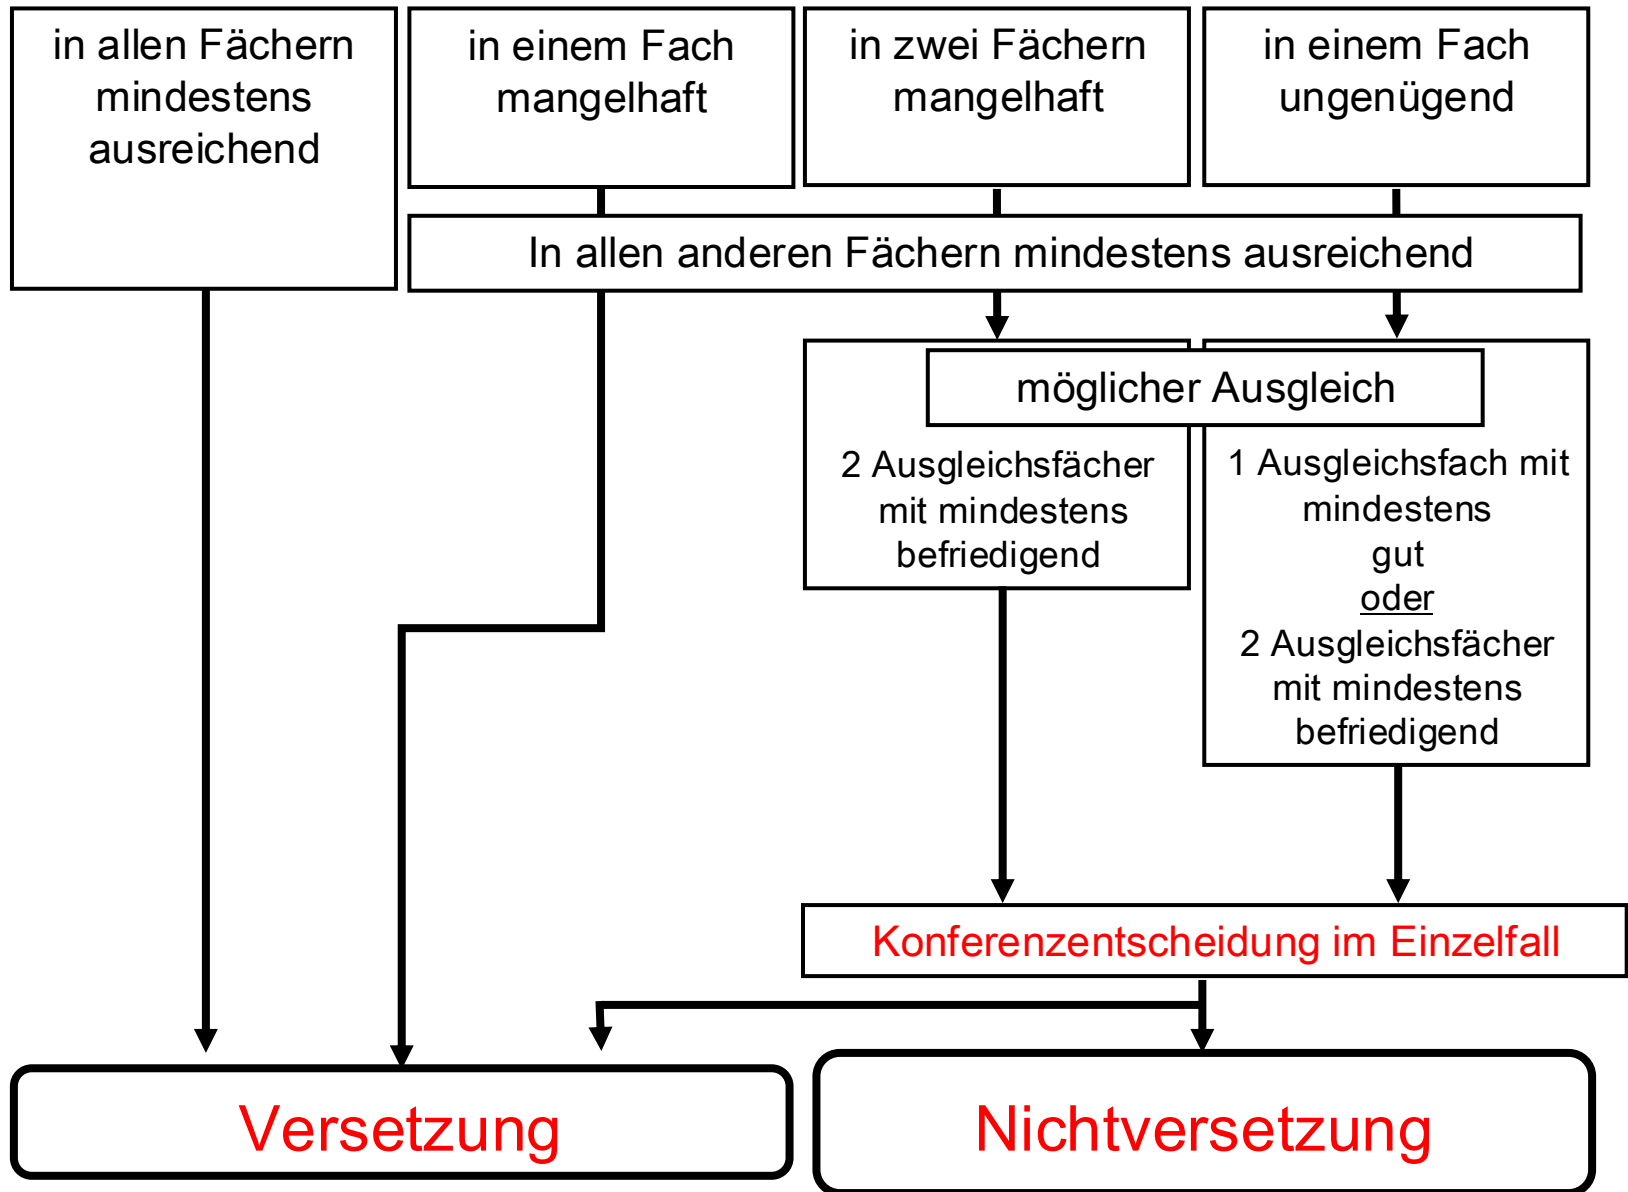 in allen Fächern
mindestens
ausreichend
in einem Fach
mangelhaft
in zwei Fächern
mangelhaft
in einem Fach
ungenügend
In allen anderen Fächern mindestens ausreichend
möglicher Ausgleich
2 Ausgleichsfächer
mit mindestens
befriedigend
1 Ausgleichsfach mit
mindestens
gut
oder
2 Ausgleichsfächer
mit mindestens
befriedigend
Konferenzentscheidung im Einzelfall
Versetzung
Nichtversetzung